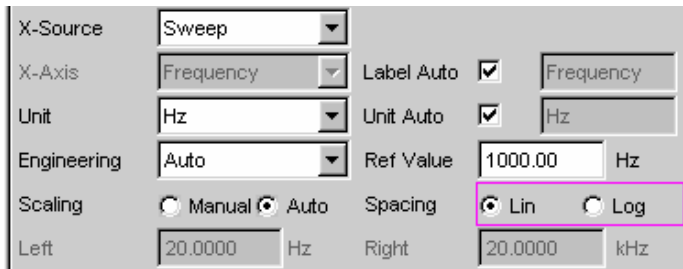 X-Source Sweep
X-Axis Frequency Label Auto Frequency
Unit Hz Unit Auto Hz
Engineering Auto Ref Value 1000.00 Hz
Scaling Manual Auto Spacing Lin Log
Left 20.0000 Hz Right 20.0000 kHz